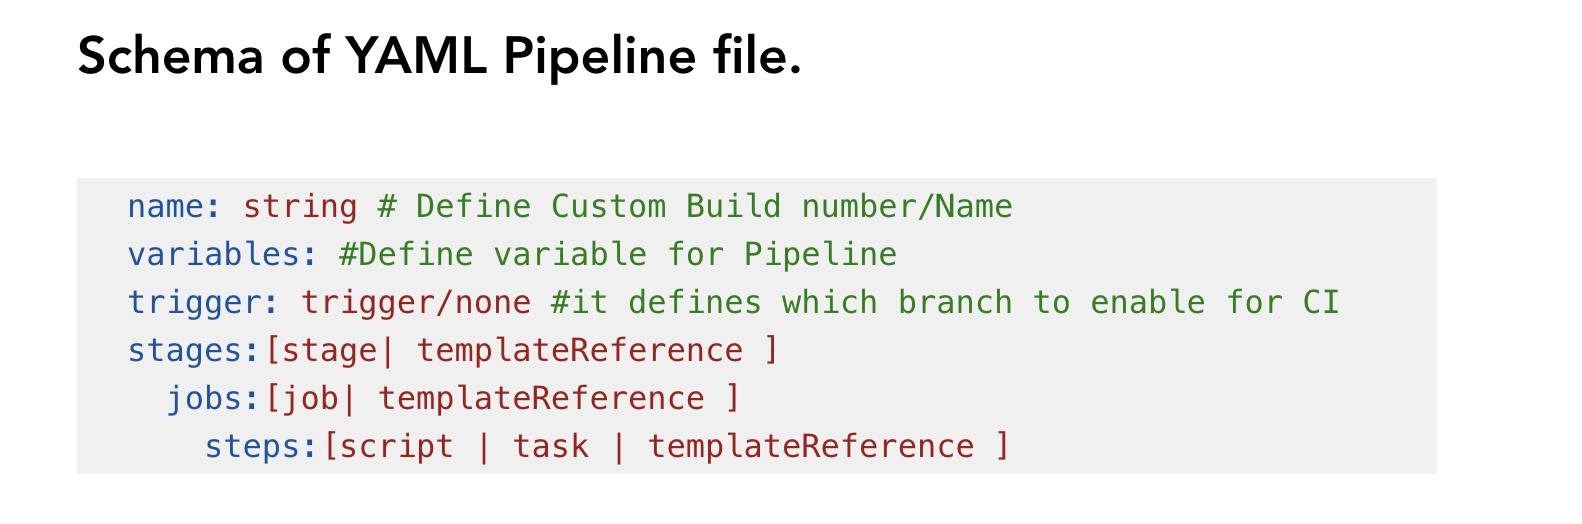 Schema of YAML Pipeline file.
name: string # Define Custom Build number/Name
variables: #Define variable for Pipeline
trigger: trigger/none #it defines which branch to enable for CI
stages:[stage| templateReference ]
  jobs:[job| templateReference ]
    steps:[script | task | templateReference ]